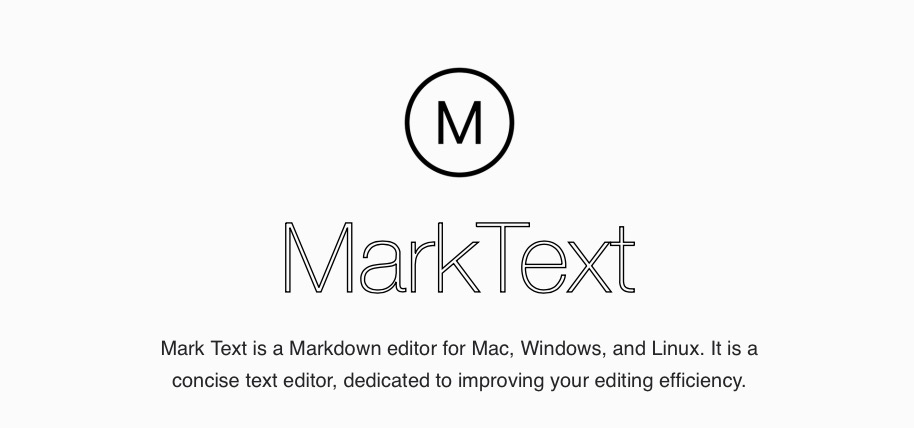 M
MarkText
Mark Text is a Markdown editor for Mac, Windows, and Linux. It is a
concise text editor, dedicated to improving your editing efficiency.